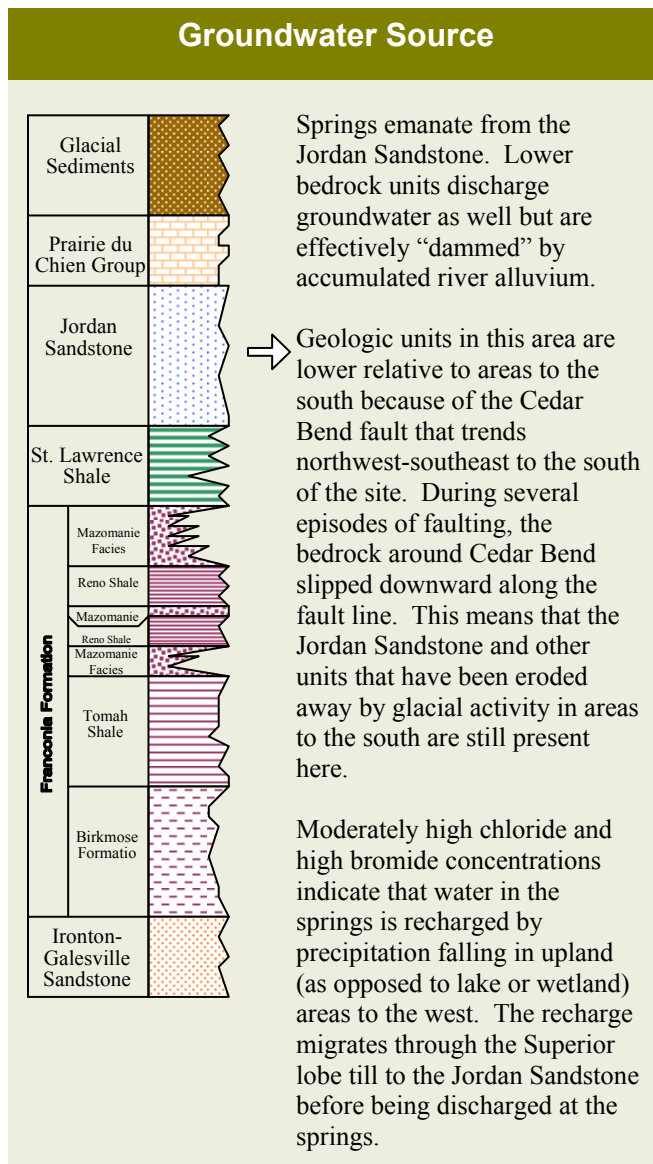 Groundwater Source
Glacial
Sediments
Prairie du
Chien Group
Jordan
Sandstone
St. Lawrence
Shale
Franconia Formation
Mazomanie
Facies
Reno Shale
Mazomanie
Reno Shale
Mazomanie
Facies
Tomah
Shale
Birkmose
Formatio
Ironton-
Galesville
Sandstone
Springs emanate from the
Jordan Sandstone.  Lower
bedrock units discharge
groundwater as well but are
effectively “dammed” by
accumulated river alluvium.
Geologic units in this area are
lower relative to areas to the
south because of the Cedar
Bend fault that trends
northwest-southeast to the south
of the site.  During several
episodes of faulting, the
bedrock around Cedar Bend
slipped downward along the
fault line.  This means that the
Jordan Sandstone and other
units that have been eroded
away by glacial activity in areas
to the south are still present
here.
Moderately high chloride and
high bromide concentrations
indicate that water in the
springs is recharged by
precipitation falling in upland
(as opposed to lake or wetland)
areas to the west.  The recharge
migrates through the Superior
lobe till to the Jordan Sandstone
before being discharged at the
springs.